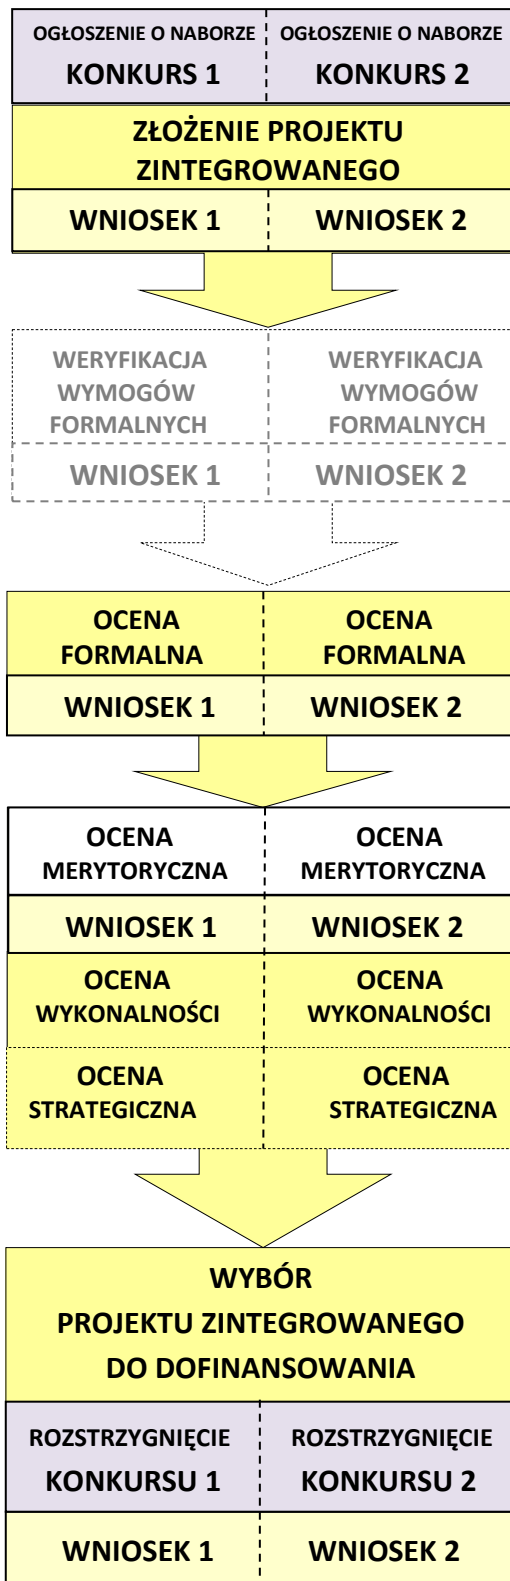 OGŁOSZENIE O NABORZE OGŁOSZENIE O NABORZE
KONKURS 1 KONKURS 2
ZŁOŻENIE PROJEKTU
ZINTEGROWANEGO
WNIOSEK 1 WNIOSEK 2
WERYFIKACJA WERYFIKACJA
WYMOGÓW WYMOGÓW
FORMALNYCH FORMALNYCH
WNIOSEK 1 WNIOSEK 2
OCENA OCENA
FORMALNA FORMALNA
WNIOSEK 1 WNIOSEK 2
OCENA OCENA
MERYTORYCZNA MERYTORYCZNA
WNIOSEK 1 WNIOSEK 2
OCENA OCENA
WYKONALNOŚCI WYKONALNOŚCI
OCENA OCENA
STRATEGICZNA STRATEGICZNA
WYBÓR
PROJEKTU ZINTEGROWANEGO
DO DOFINANSOWANIA
ROZSTRZYGNIĘCIE ROZSTRZYGNIĘCIE
KONKURSU 1 KONKURSU 2
WNIOSEK 1 WNIOSEK 2